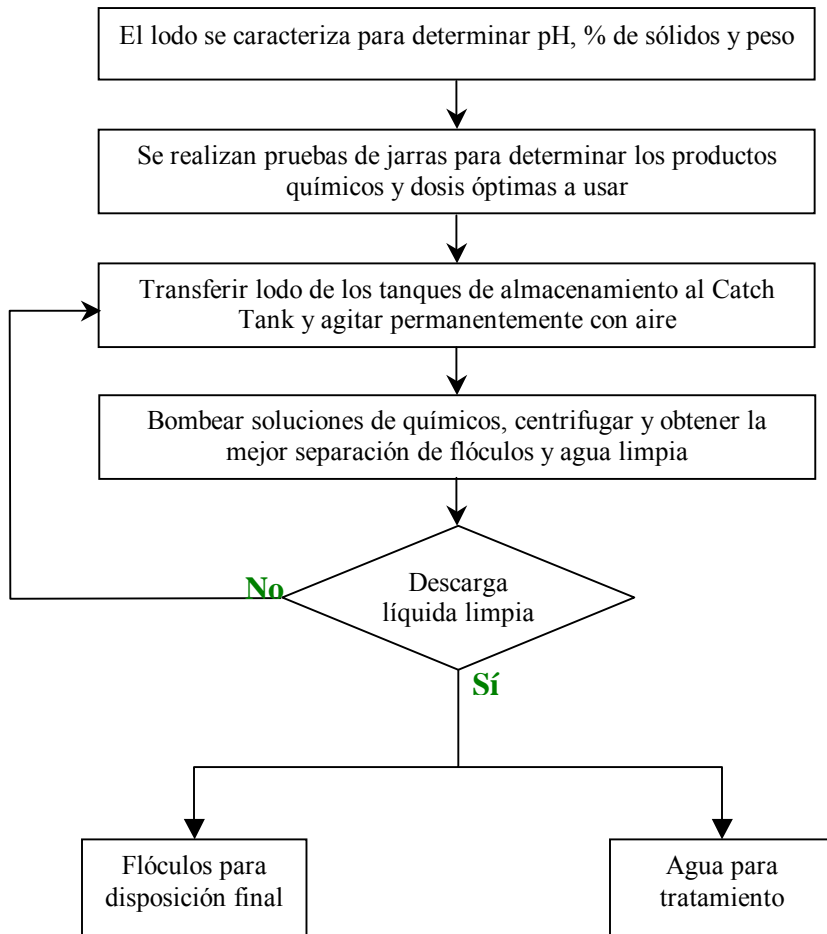 El lodo se caracteriza para determinar pH, % de sólidos y peso
Se realizan pruebas de jarras para determinar los productos
químicos y dosis óptimas a usar
Transferir lodo de los tanques de almacenamiento al Catch
Tank y agitar permanentemente con aire
Bombear soluciones de químicos, centrifugar y obtener la
mejor separación de flóculos y agua limpia
No
Descarga
líquida limpia
Sí
Flóculos para
disposición final
Agua para
tratamiento